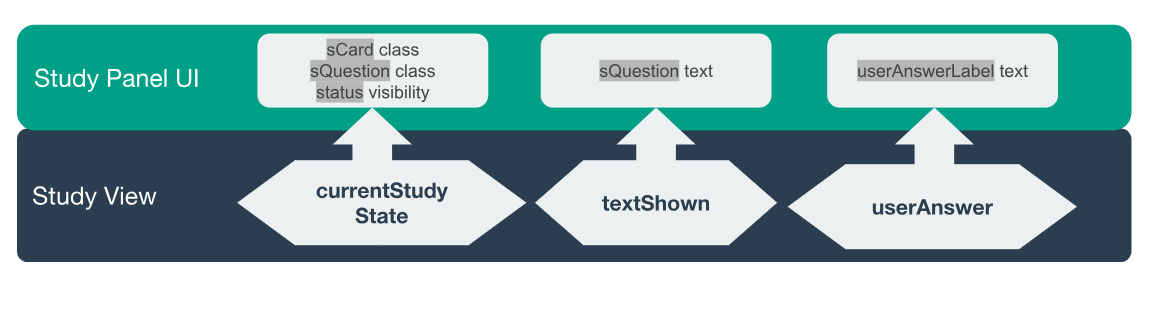 Study Panel UI
sCard class
sQuestion class
status visibility
sQuestion text
userAnswerLabel text
Study View
currentStudy
State
textShown
userAnswer